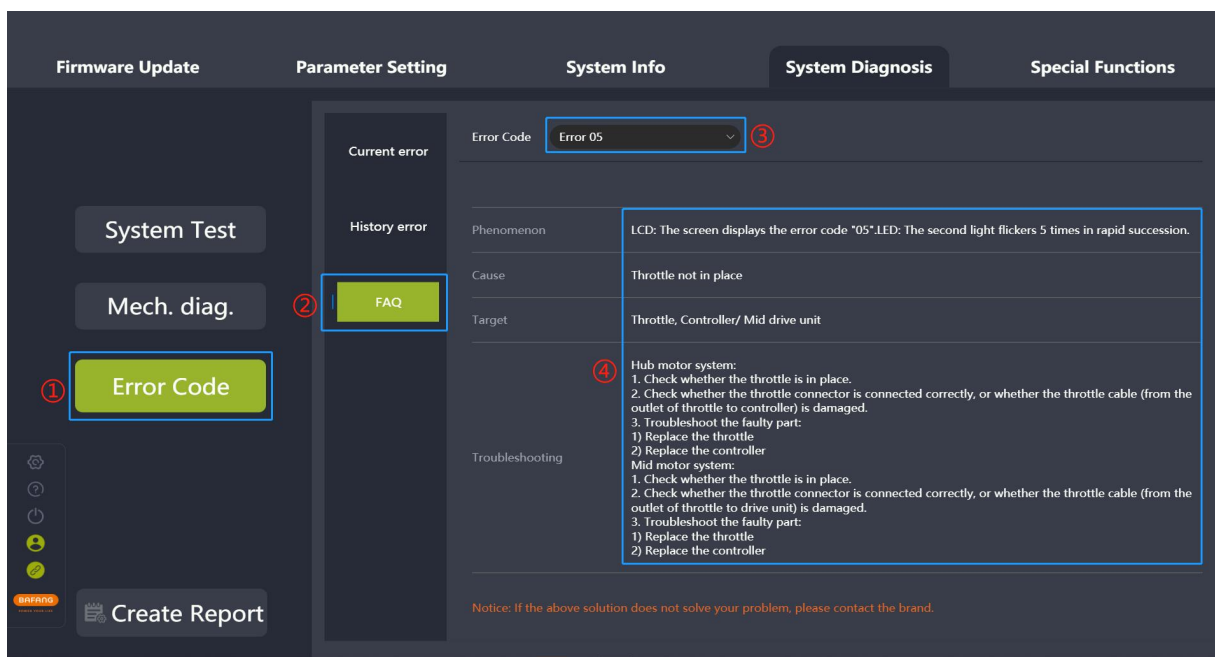 Firmware Update
Parameter Setting
System Info
System Diagnosis
Special Functions
Error Code
Error 05
③
Current error
History error
② FAQ
System Test
Mech. diag.
① Error Code
Phenomenon
LCD: The screen displays the error code "05".LED: The second light flickers 5 times in rapid succession.
Cause
Throttle not in place
Target
Throttle, Controller/ Mid drive unit
④
Troubleshooting
Hub motor system:
1. Check whether the throttle is in place.
2. Check whether the throttle connector is connected correctly, or whether the throttle cable (from the
outlet of throttle to controller) is damaged.
3. Troubleshoot the faulty part:
1) Replace the throttle
2) Replace the controller
Mid motor system:
1. Check whether the throttle is in place.
2. Check whether the throttle connector is connected correctly, or whether the throttle cable (from the
outlet of throttle to drive unit) is damaged.
3. Troubleshoot the faulty part:
1) Replace the throttle
2) Replace the controller
BAFANG
Create Report
Notice: If the above solution does not solve your problem, please contact the brand.